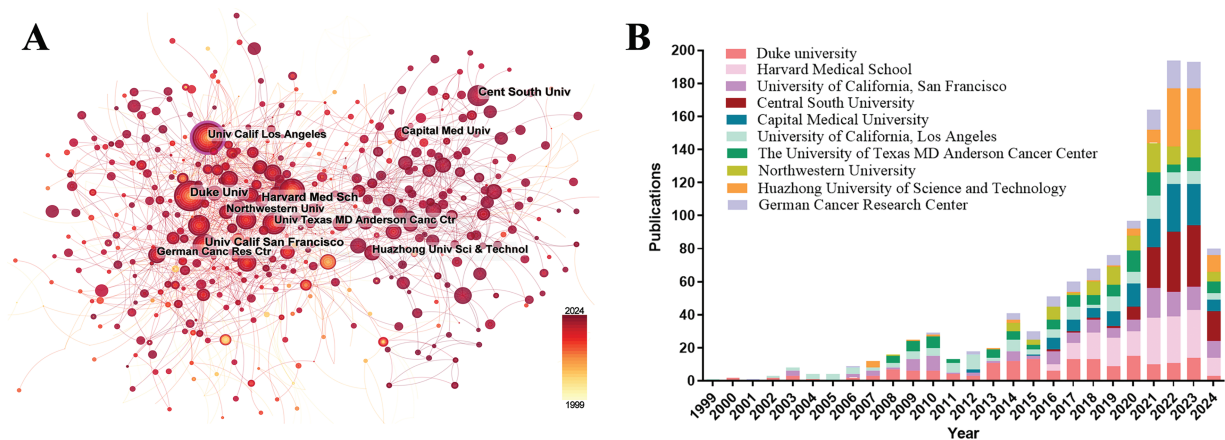 A
Cent South Univ
Univ Calif Los Angeles
Capital Med Univ
Duke Univ
Harvard Med Sch
Northwestern Univ
Univ Texas MD Anderson Canc Ctr
Univ Calif San Francisco
German Canc Res Ctr
Huazhong Univ Sci & Technol
2024
1999
B
Duke university
Harvard Medical School
University of California, San Francisco
Central South University
Capital Medical University
University of California, Los Angeles
The University of Texas MD Anderson Cancer Center
Northwestern University
Huazhong University of Science and Technology
German Cancer Research Center
Publications
200
180
160
140
120
100
80
60
40
20
0
1999 2000 2001 2002 2003 2004 2005 2006 2007 2008 2009 2010 2011 2012 2013 2014 2015 2016 2017 2018 2019 2020 2021 2022 2023 2024
Year